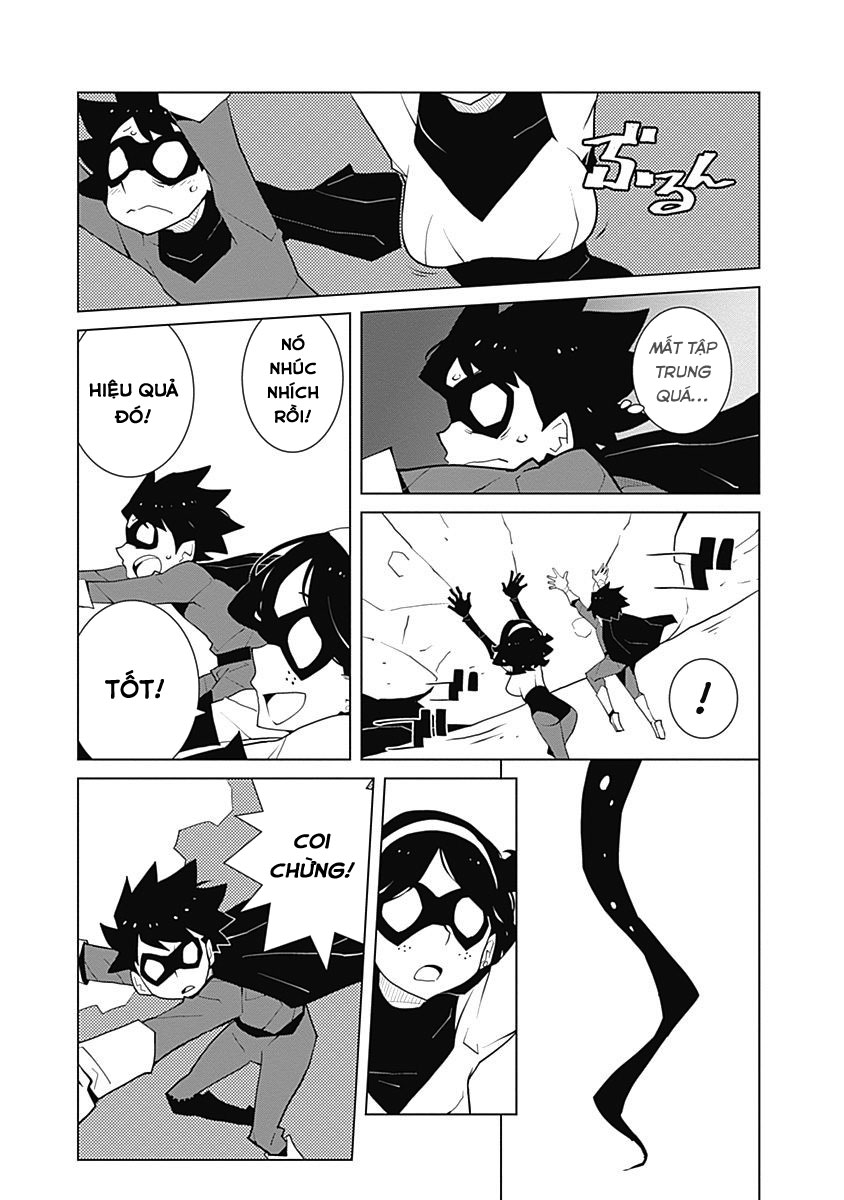 ぶるん
MẤT TẬP
TRUNG
QUÁ...
NÓ
NHÚC
NHÍCH
RỒI!
HIỆU QUẢ
ĐÓ!
TỐT!
!
COI
CHỪNG!